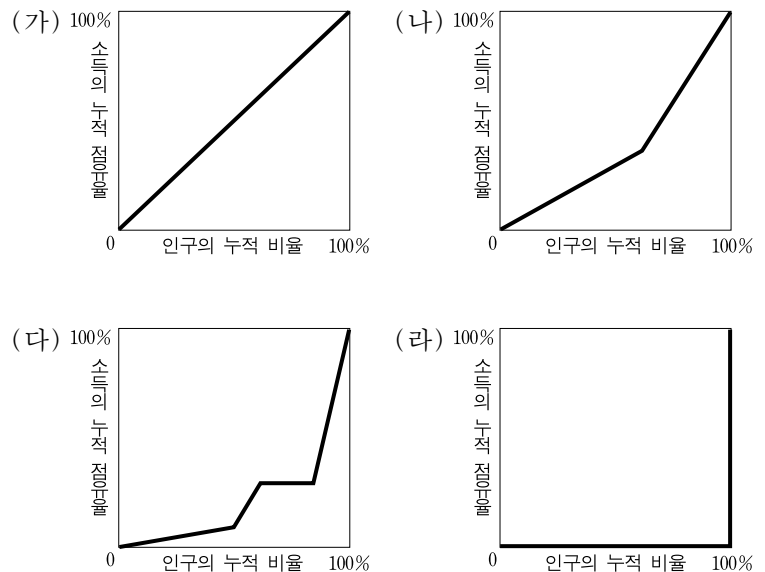 (가)
100%
소득의 누적 점유율
0
인구의 누적 비율
100%
(나)
100%
소득의 누적 점유율
0
인구의 누적 비율
100%
(다)
100%
소득의 누적 점유율
0
인구의 누적 비율
100%
(라)
100%
소득의 누적 점유율
0
인구의 누적 비율
100%